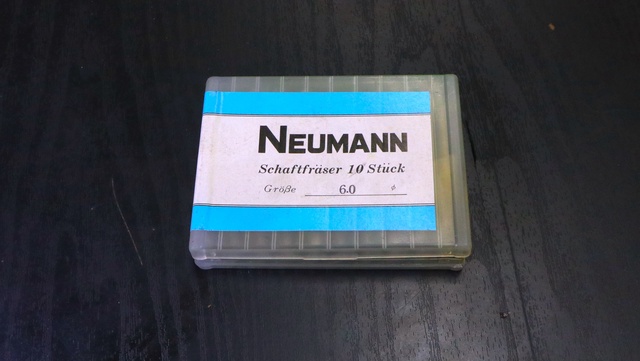 NEUMANN
Schaftfräser 10 Stück
Größe 6.0 ⌀